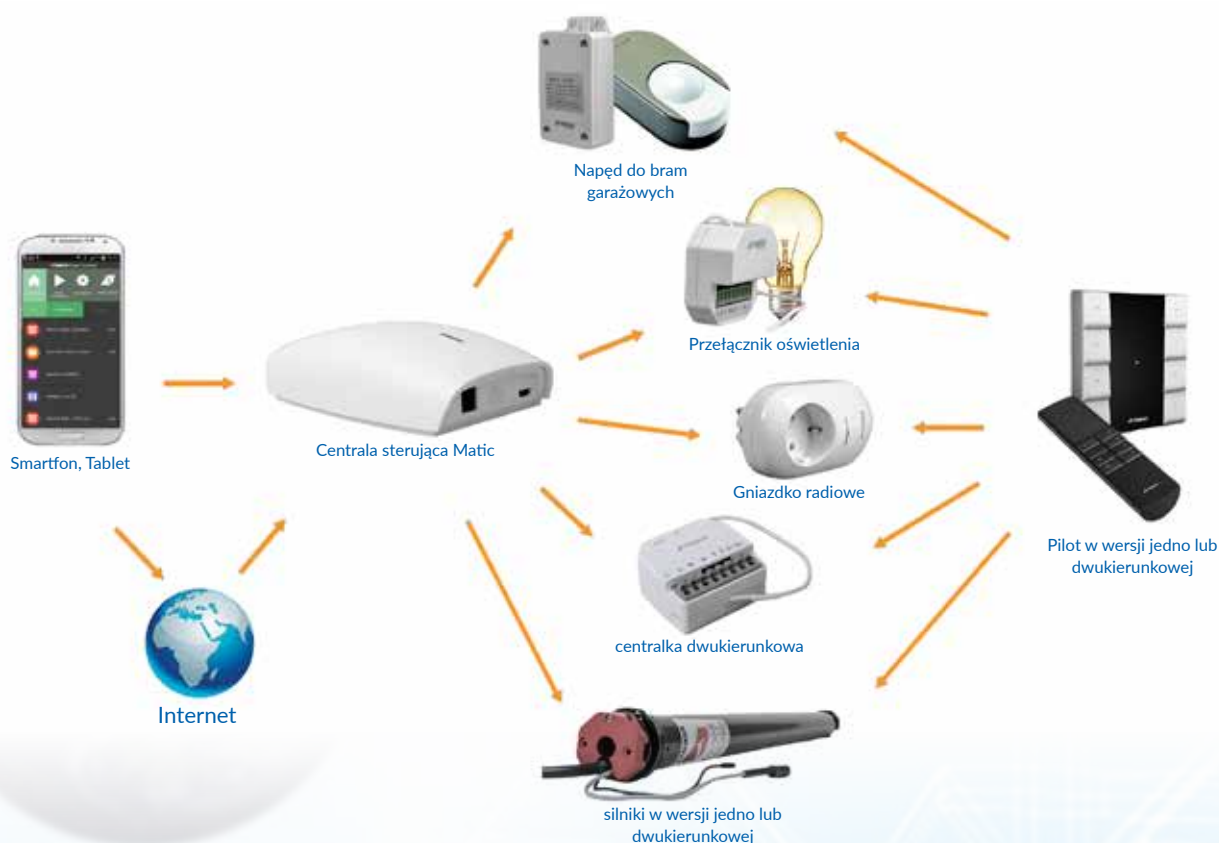 Napęd do bram
garażowych
Przełącznik oświetlenia
Smartfon, Tablet
Centrala sterująca Matic
Gniazdko radiowe
Pilot w wersji jedno lub
dwukierunkowej
centralka dwukierunkowa
Internet
silniki w wersji jedno lub
dwukierunkowej